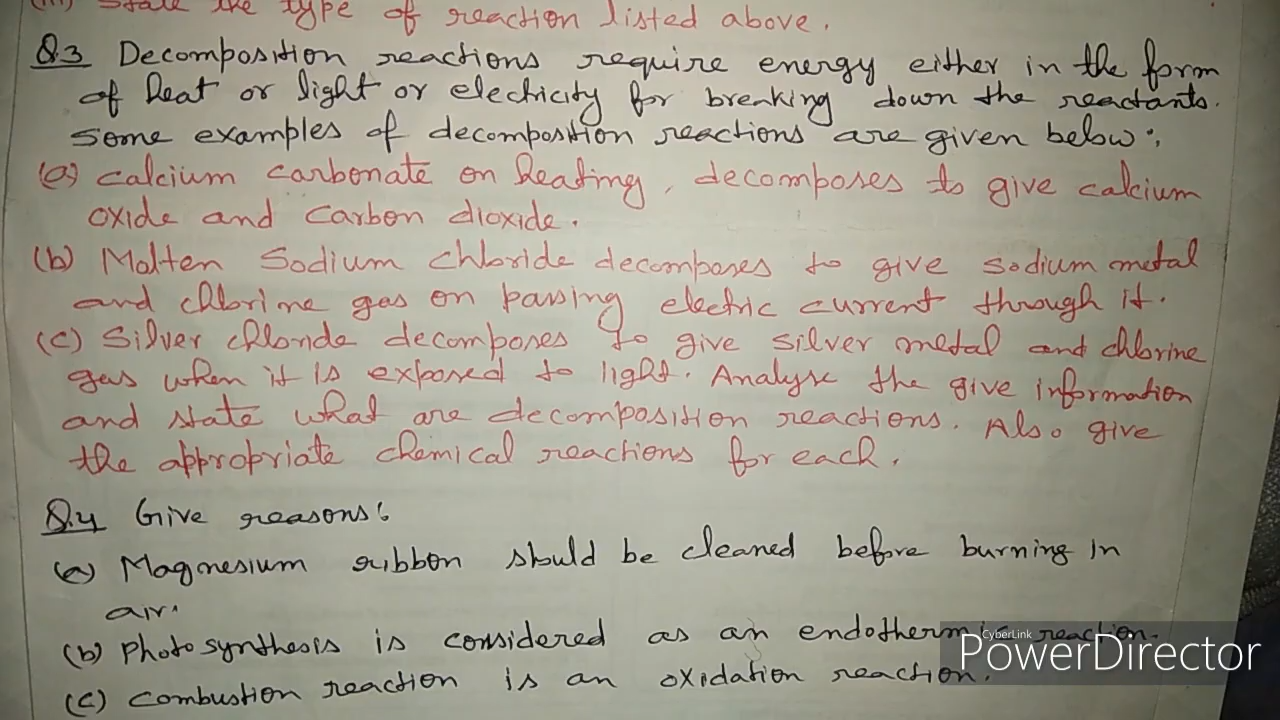 (iii) State the type of reaction listed above.
Q.3 Decomposition reactions require energy either in the form
of heat or light or electricity for breaking down the reactants.
Some examples of decomposition reactions are given below:
(a) Calcium carbonate on heating, decomposes to give calcium
oxide and carbon dioxide.
(b) Molten Sodium chloride decomposes to give sodium metal
and chlorine gas on passing electric current through it.
(c) Silver chloride decomposes to give silver metal and chlorine
gas when it is exposed to light. Analyse the give information
and state what are decomposition reactions. Also give
the appropriate chemical reactions for each.
Q.4 Give reasons:
(a) Magnesium ribbon should be cleaned before burning in
air.
(b) Photosynthesis is considered as an endothermic reaction.
(c) Combustion reaction is an oxidation reaction.
CyberLink
PowerDirector